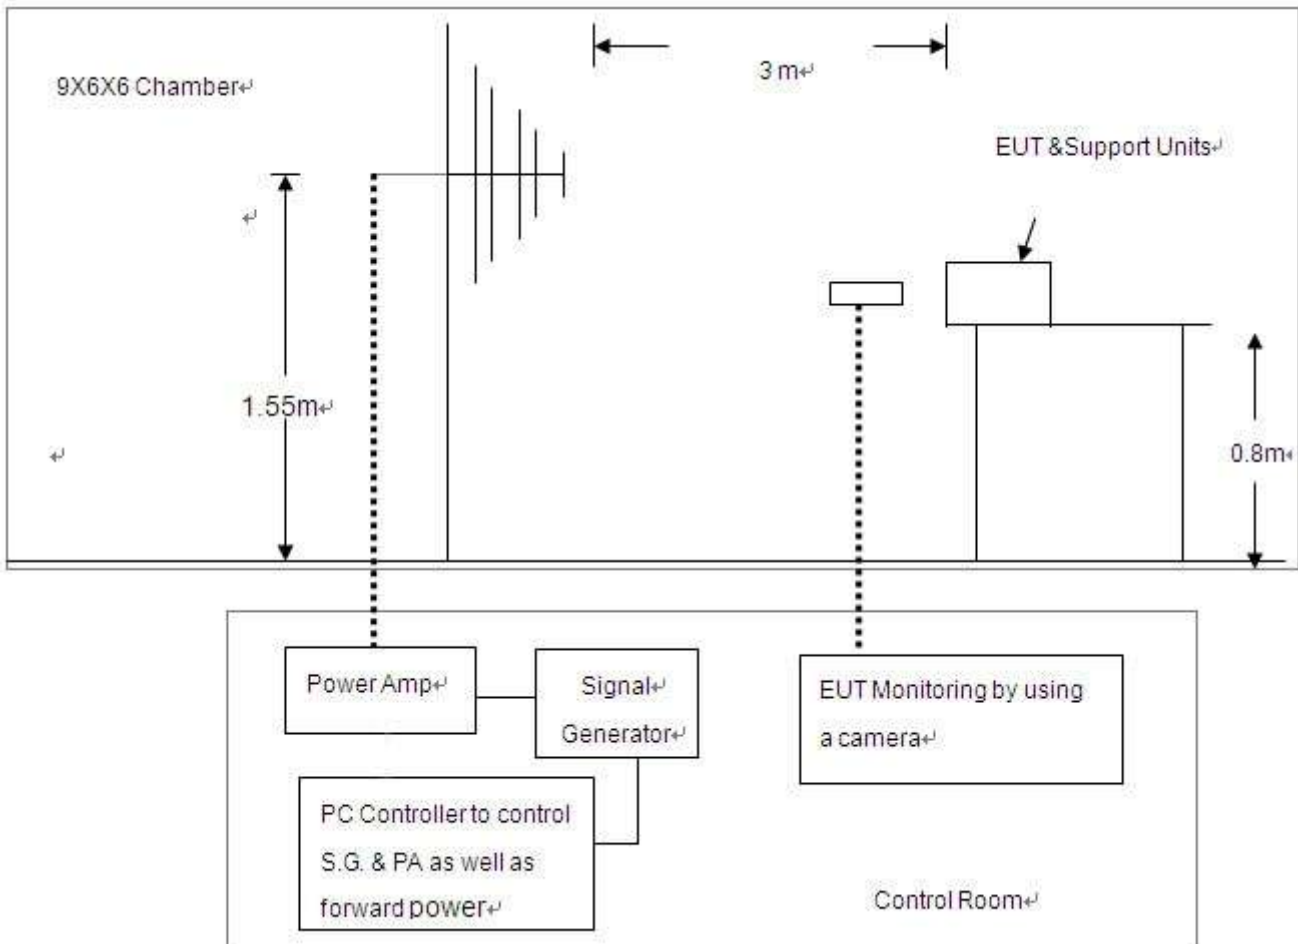 9X6X6 Chamber
3 m
EUT &Support Units
1.55m
0.8m
Power Amp
Signal
Generator
EUT Monitoring by using
a camera
PC Controller to control
S.G. & PA as well as
forward power
Control Room